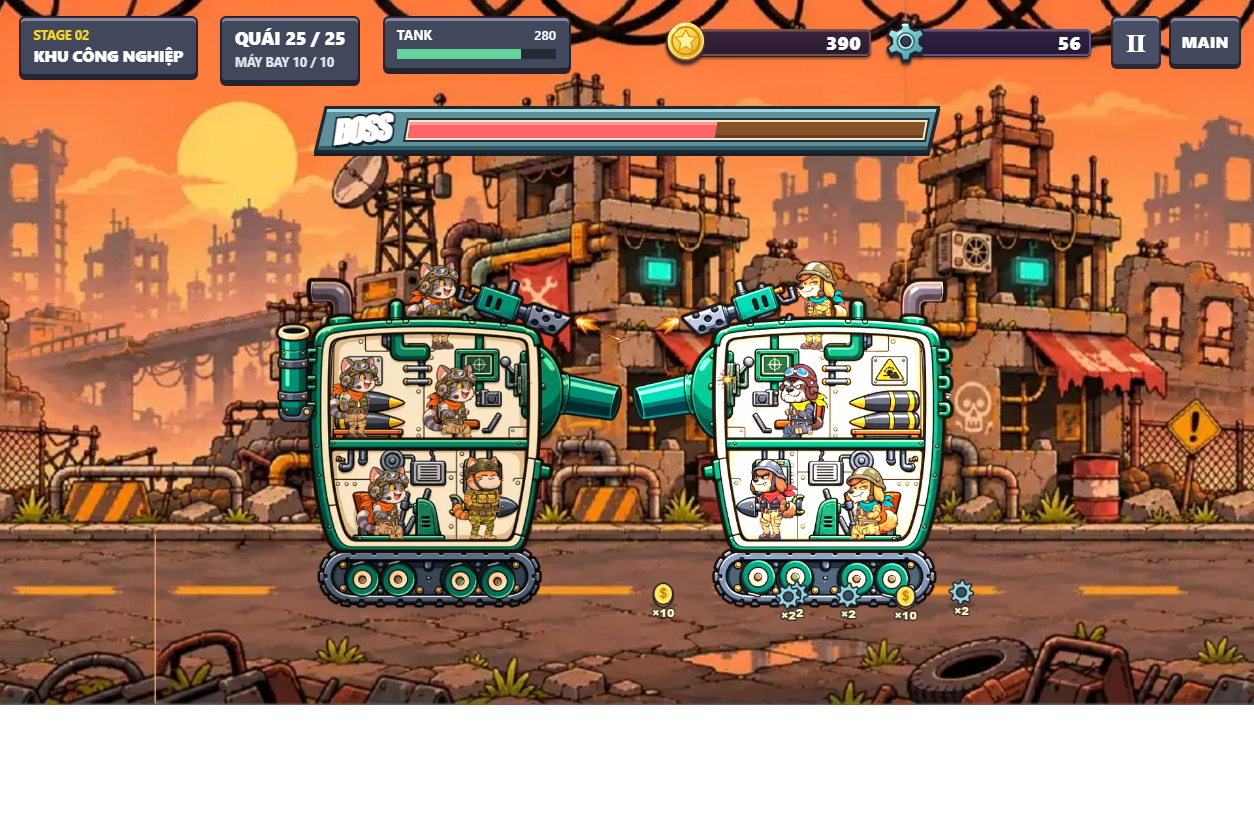 STAGE 02
KHU CÔNG NGHIỆP
QUÁI 25 / 25
MÁY BAY 10 / 10
TANK 280
390
56
II
MAIN
BOSS
×10
×2
×2
×2
×10
×2